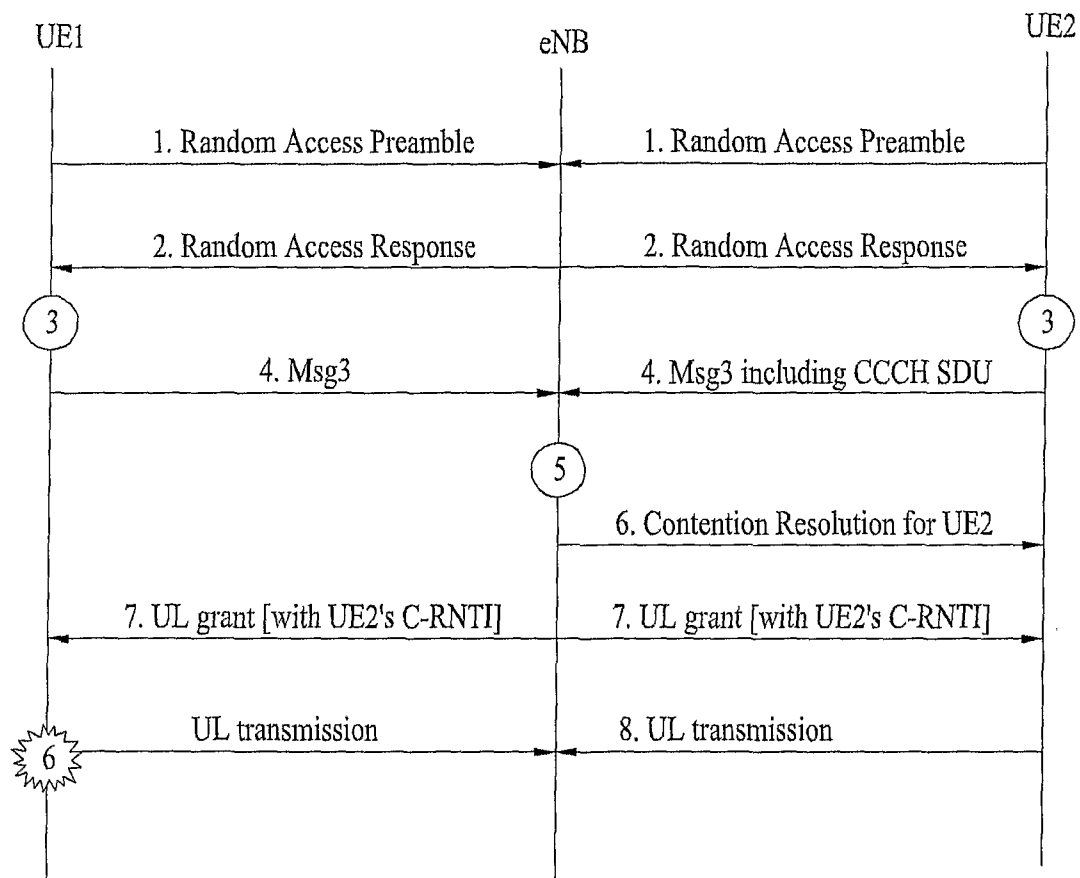 UE1
eNB
UE2
1. Random Access Preamble
1. Random Access Preamble
2. Random Access Response
2. Random Access Response
3
3
4. Msg3
4. Msg3 including CCCH SDU
5
6. Contention Resolution for UE2
7. UL grant [with UE2's C-RNTI]
7. UL grant [with UE2's C-RNTI]
6
UL transmission
8. UL transmission